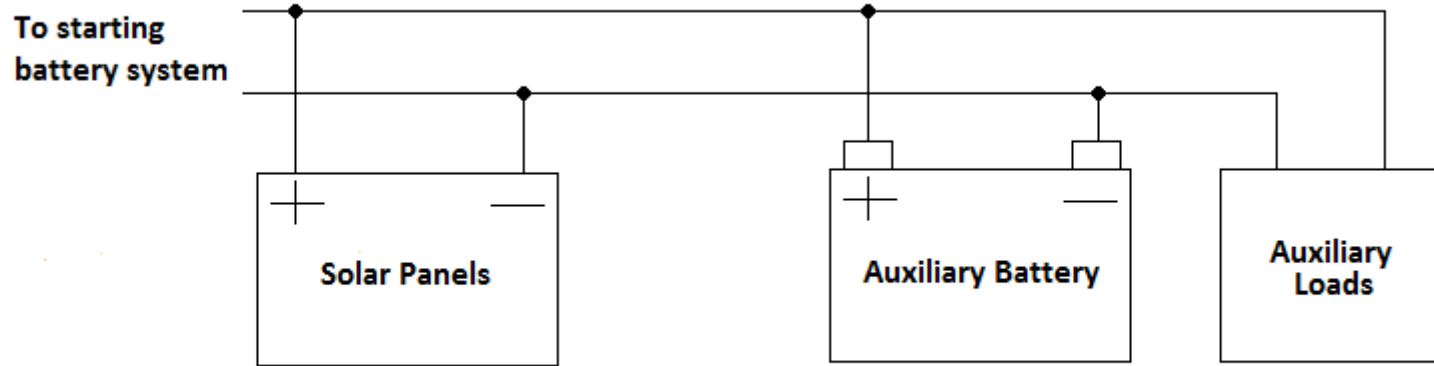 To starting
battery system
+ —
Solar Panels
+ —
Auxiliary Battery
Auxiliary
Loads